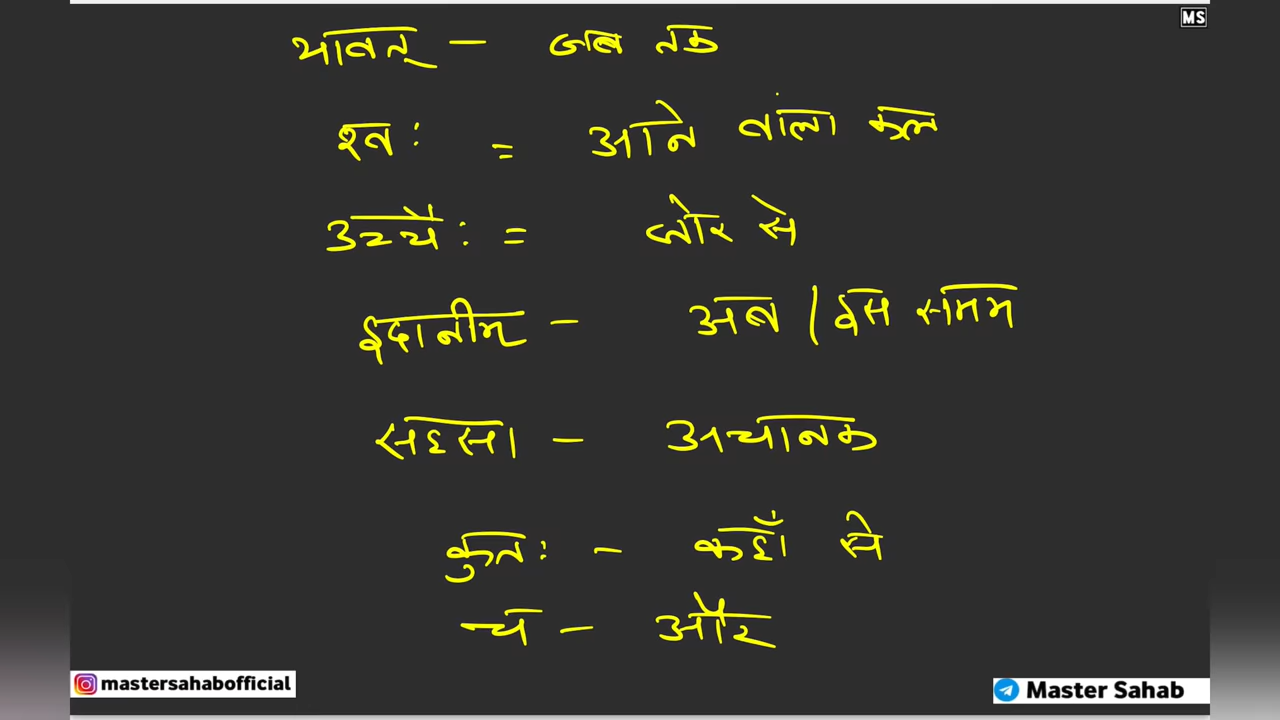 MS
यावत् – जब तक
श्वः = आने वाला कल
उच्चैः = जोर से
इदानीम् – अब / इस समय
सहसा – अचानक
कुतः – कहाँ से
च – और
mastersahabofficial
Master Sahab